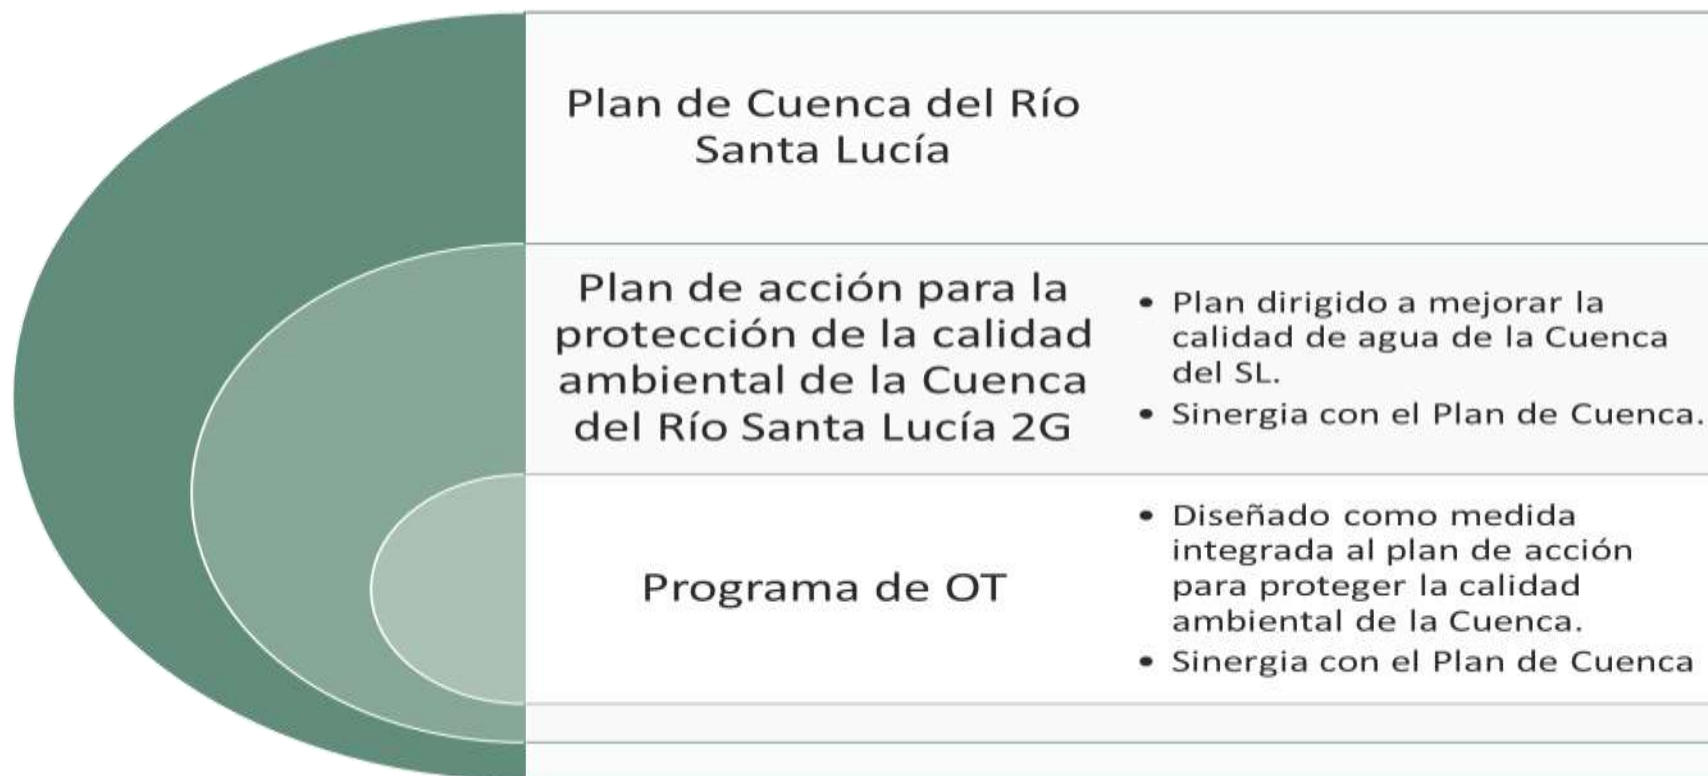 Plan de Cuenca del Río
Santa Lucía
Plan de acción para la
protección de la calidad
ambiental de la Cuenca
del Río Santa Lucía 2G
• Plan dirigido a mejorar la
calidad de agua de la Cuenca
del SL.
• Sinergia con el Plan de Cuenca.
Programa de OT
• Diseñado como medida
integrada al plan de acción
para proteger la calidad
ambiental de la Cuenca.
• Sinergia con el Plan de Cuenca